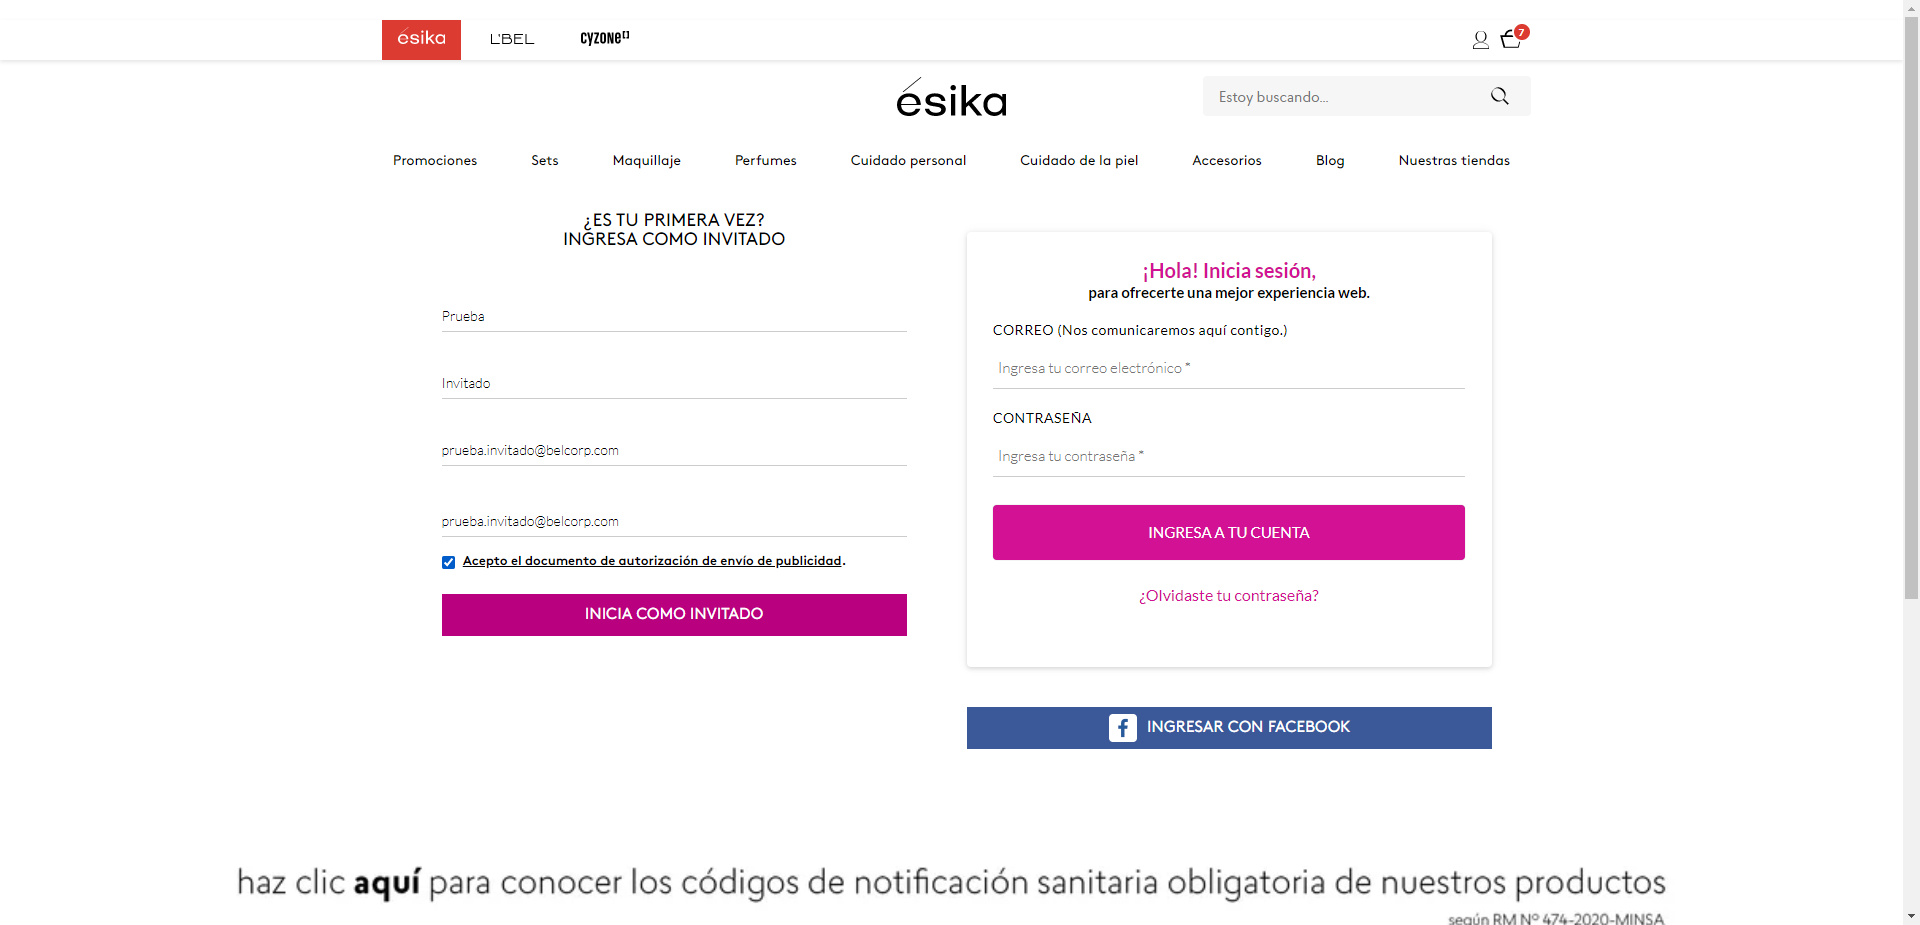 ésika
L'BEL
CYZONE
7
ésika
Estoy buscando...
Promociones
Sets
Maquillaje
Perfumes
Cuidado personal
Cuidado de la piel
Accesorios
Blog
Nuestras tiendas
¿ES TU PRIMERA VEZ?
INGRESA COMO INVITADO
Prueba
Invitado
prueba.invitado@belcorp.com
prueba.invitado@belcorp.com
Acepto el documento de autorización de envío de publicidad.
INICIA COMO INVITADO
¡Hola! Inicia sesión,
para ofrecerte una mejor experiencia web.
CORREO (Nos comunicaremos aquí contigo.)
Ingresa tu correo electrónico *
CONTRASEÑA
Ingresa tu contraseña *
INGRESA A TU CUENTA
¿Olvidaste tu contraseña?
INGRESAR CON FACEBOOK
haz clic aquí para conocer los códigos de notificación sanitaria obligatoria de nuestros productos
según RM Nº 474-2020-MINSA